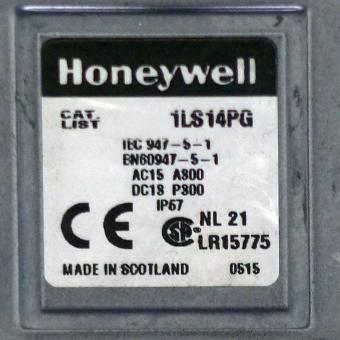 Honeywell
CAT. LIST 1LS14PG
IEC 947-5-1
EN60947-5-1
AC15 A300
DC13 P300
IP67
CE SA NL 21
LR15775
MADE IN SCOTLAND 0515